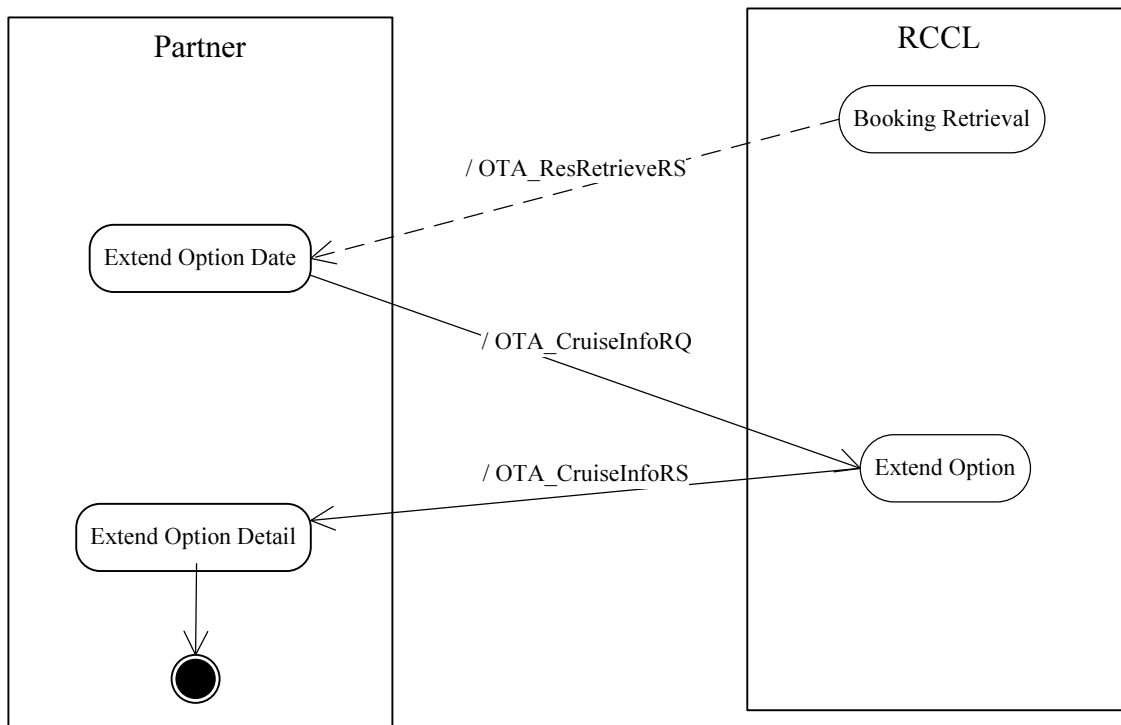 Partner
RCCL
Booking Retrieval
/ OTA_ResRetrieveRS
Extend Option Date
/ OTA_CruiseInfoRQ
Extend Option
/ OTA_CruiseInfoRS
Extend Option Detail